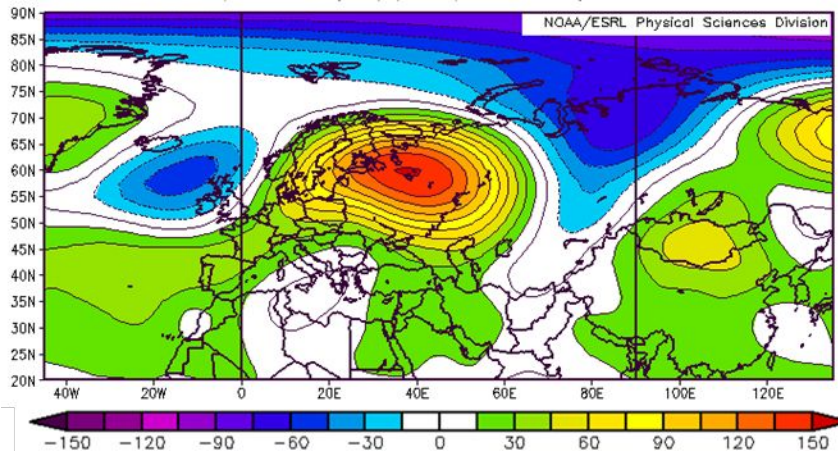 NOAA/ESRL Physical Sciences Division
90N
85N
80N
75N
70N
65N
60N
55N
50N
45N
40N
35N
30N
25N
20N
40W 20W 0 20E 40E 60E 80E 100E 120E
-150 -120 -90 -60 -30 0 30 60 90 120 150